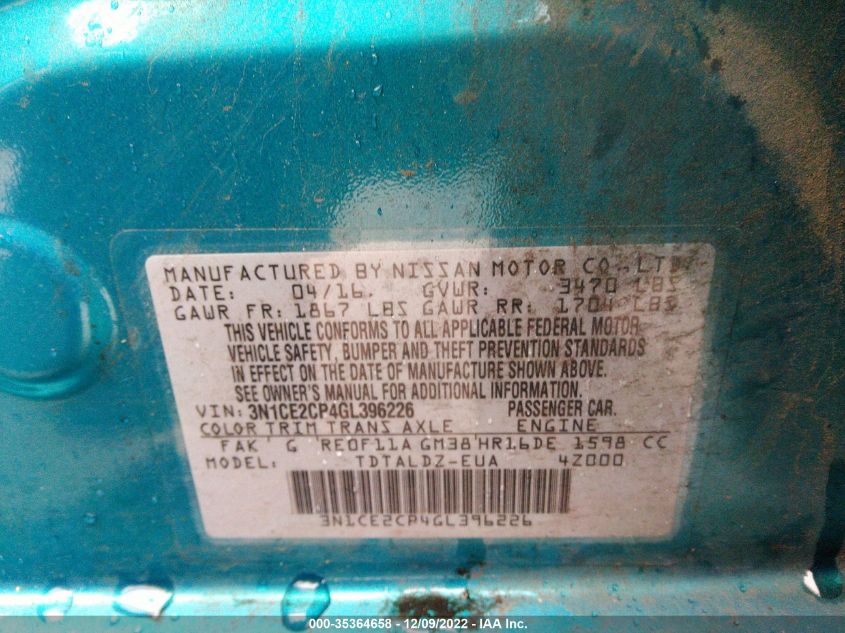 MANUFACTURED BY NISSAN MOTOR CO., LTD
DATE: 04/16. GVWR: 3470 LBS
GAWR FR: 1867 LBS GAWR RR: 1704 LBS
THIS VEHICLE CONFORMS TO ALL APPLICABLE FEDERAL MOTOR
VEHICLE SAFETY, BUMPER AND THEFT PREVENTION STANDARDS
IN EFFECT ON THE DATE OF MANUFACTURE SHOWN ABOVE.
SEE OWNER'S MANUAL FOR ADDITIONAL INFORMATION.
VIN: 3N1CE2CP4GL396226 PASSENGER CAR.
COLOR TRIM TRANS AXLE ENGINE
FAK G RE0F11A GM38 HR16DE 1598 CC
MODEL: TDTALDZ-EUA 4Z000
3N1CE2CP4GL396226
000-35364658 - 12/09/2022 - IAA Inc.